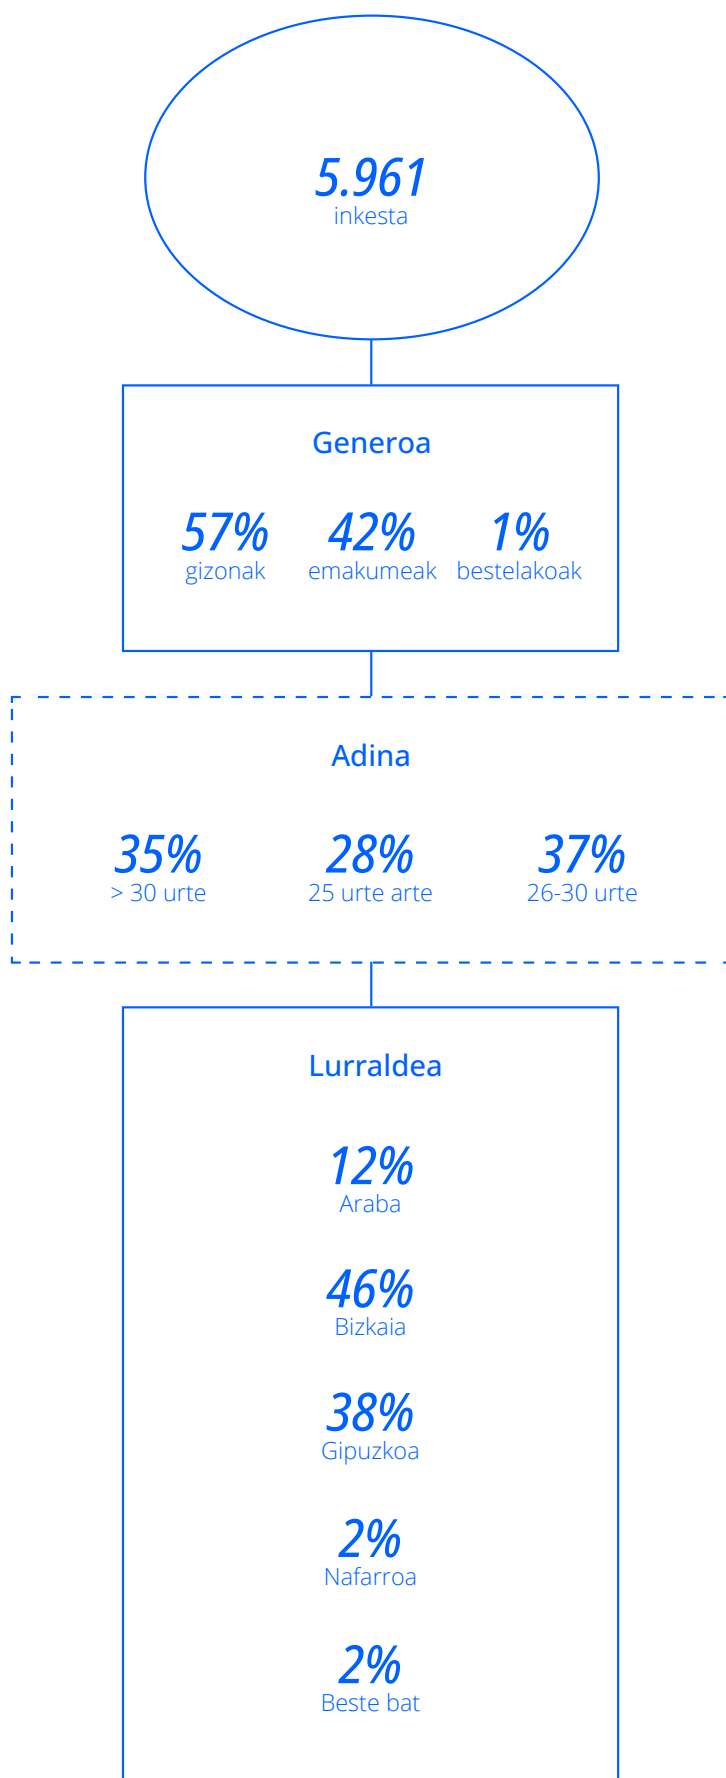 5.961
inkesta
Generoa
57% 42% 1%
gizonak emakumeak bestelakoak
Adina
35% 28% 37%
> 30 urte 25 urte arte 26-30 urte
Lurraldea
12%
Araba
46%
Bizkaia
38%
Gipuzkoa
2%
Nafarroa
2%
Beste bat